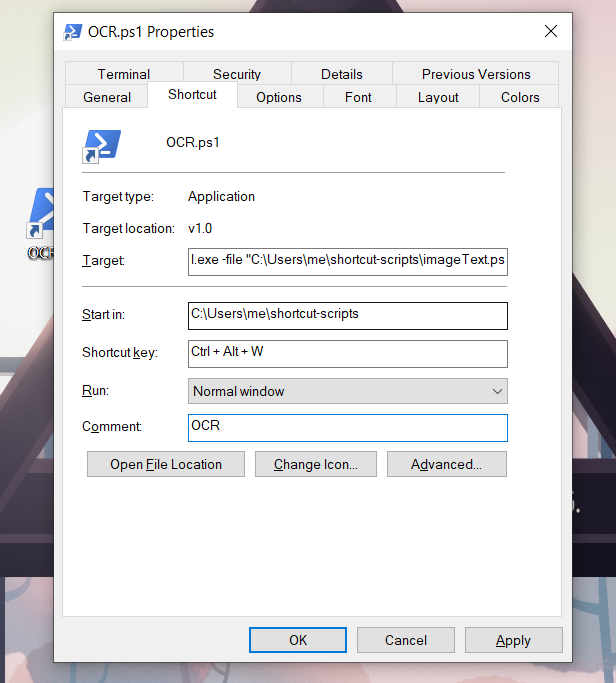 OCR.ps1 Properties
Terminal Security Details Previous Versions
General Shortcut Options Font Layout Colors
OCR.ps1
Target type: Application
Target location: v1.0
Target: l.exe -file "C:\Users\me\shortcut-scripts\imageText.ps
Start in: C:\Users\me\shortcut-scripts
Shortcut key: Ctrl + Alt + W
Run: Normal window
Comment: OCR
Open File Location Change Icon... Advanced...
OK Cancel Apply